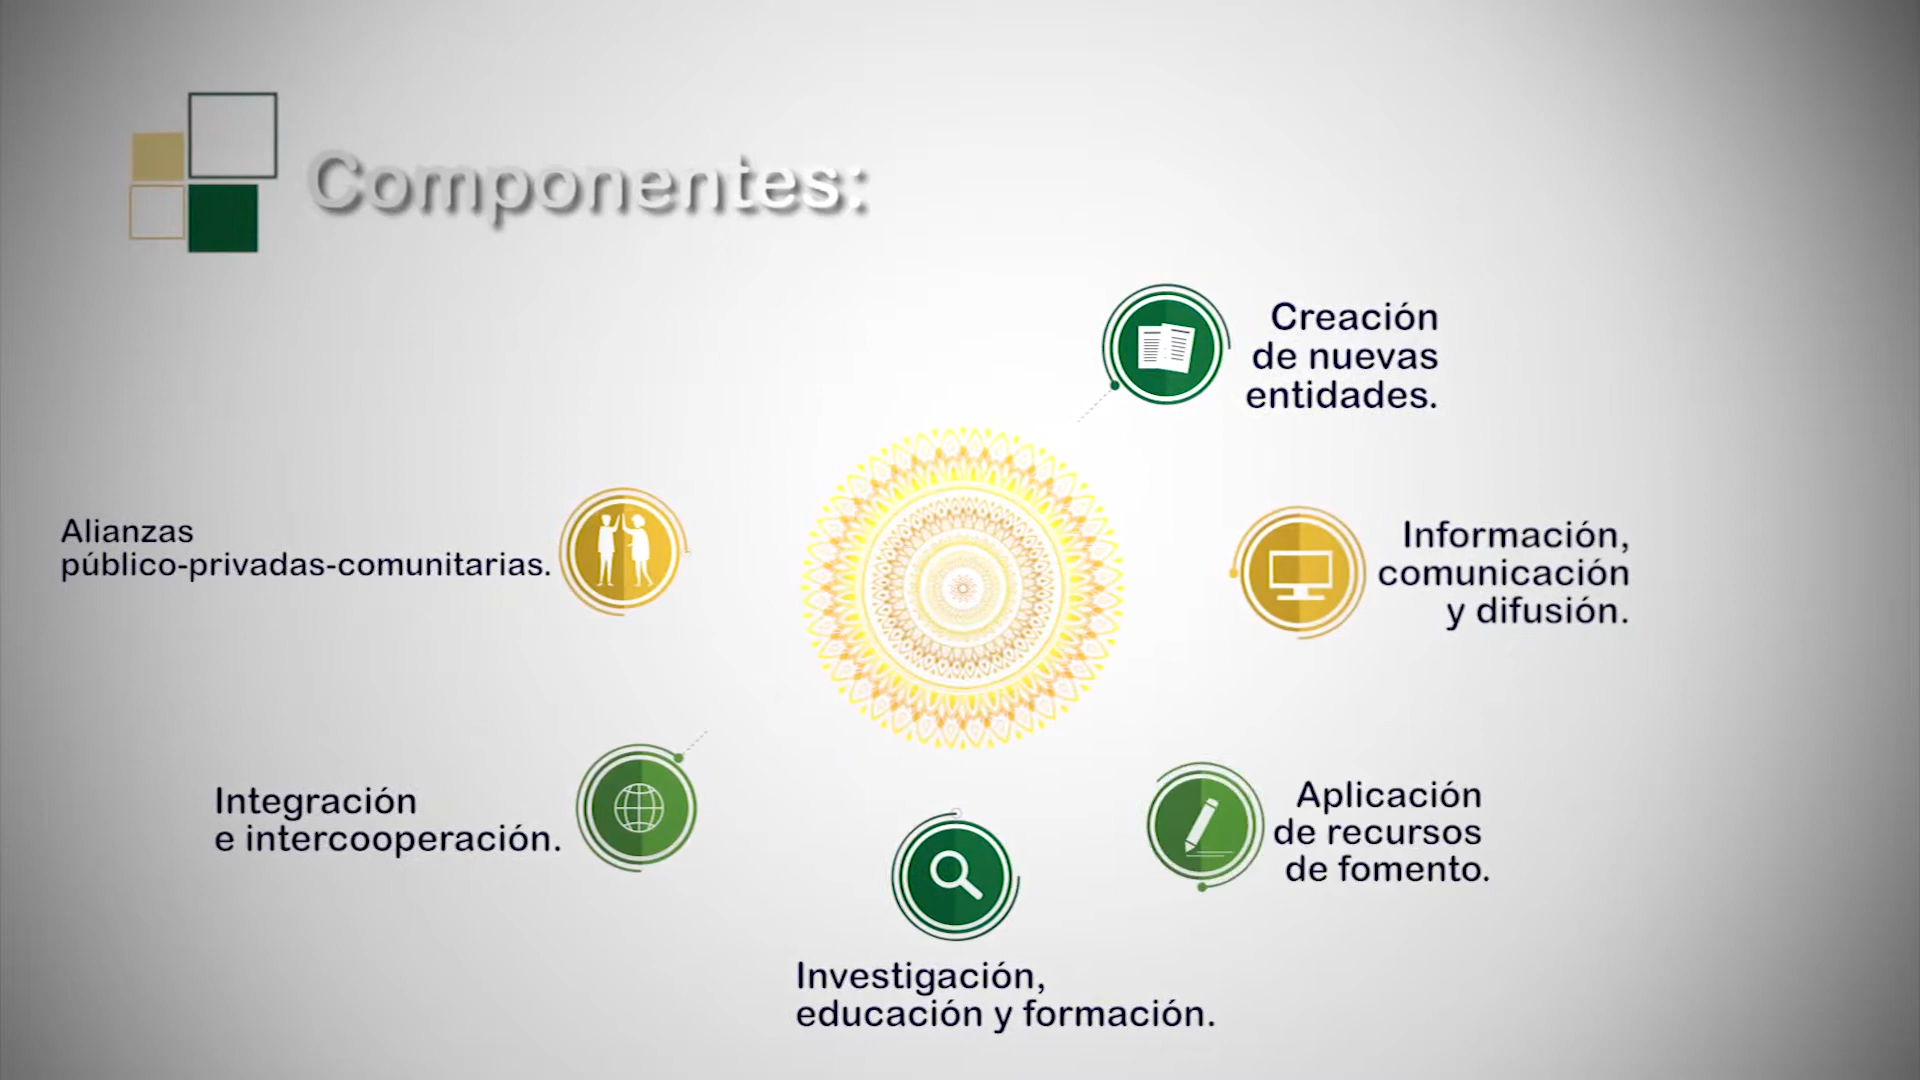 Componentes:
Creación
de nuevas
entidades.
Información,
comunicación
y difusión.
Aplicación
de recursos
de fomento.
Investigación,
educación y formación.
Integración
e intercooperación.
Alianzas
público-privadas-comunitarias.